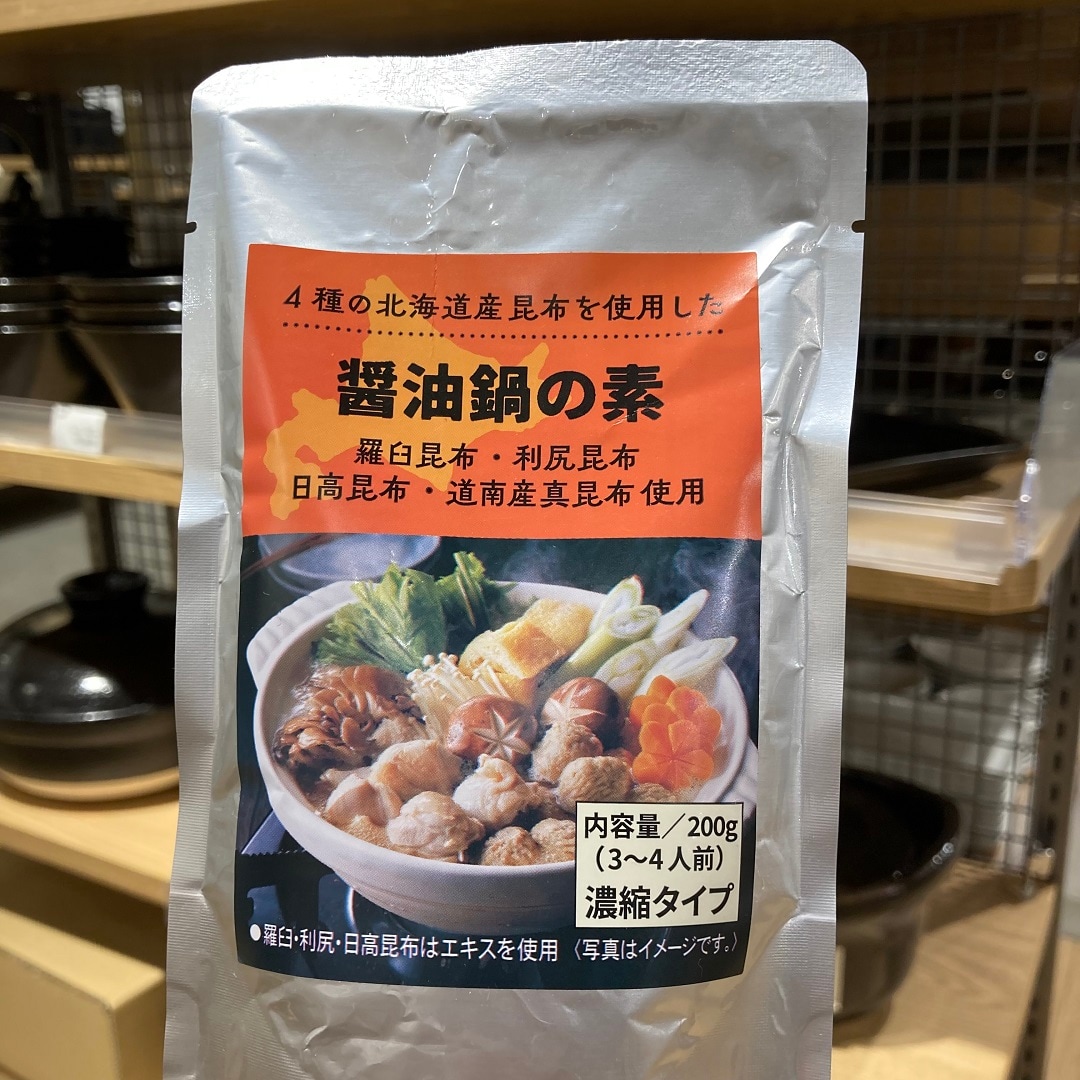 4種の北海道産昆布を使用した
醤油鍋の素
羅臼昆布・利尻昆布
日高昆布・道南産真昆布使用
内容量／200g
(3〜4人前)
濃縮タイプ
●羅臼・利尻・日高昆布はエキスを使用 〈写真はイメージです。〉